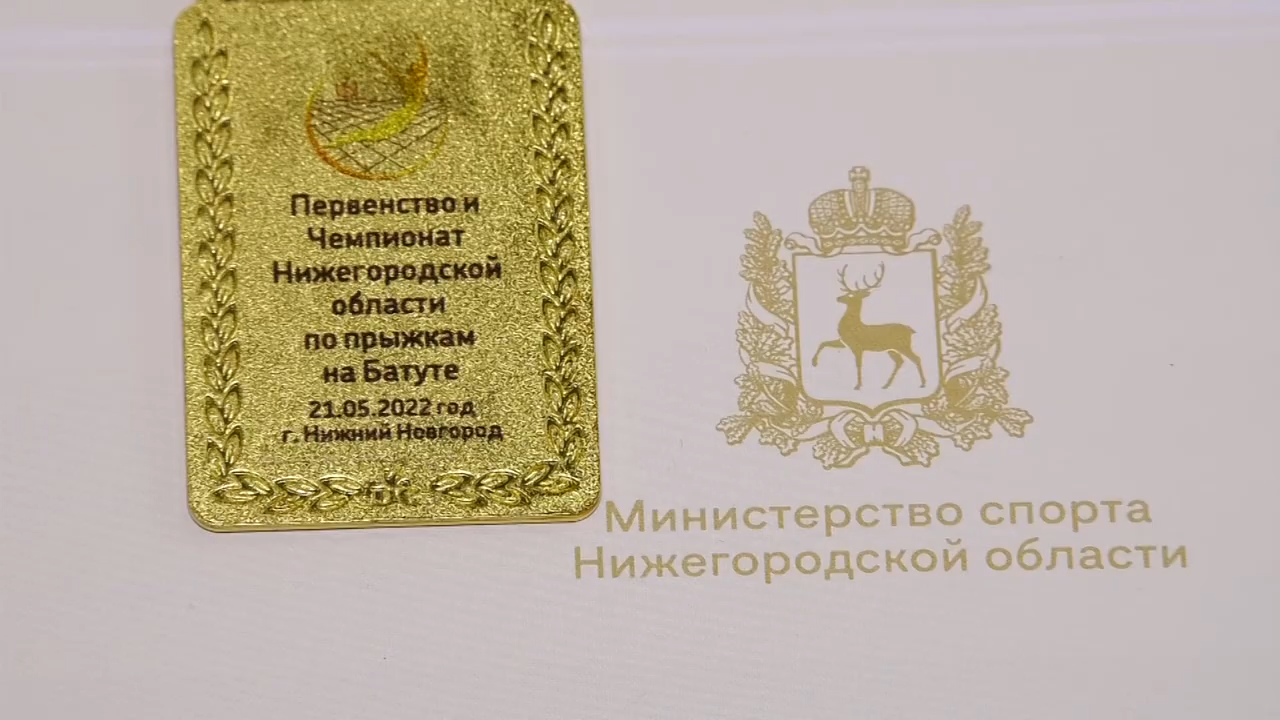 Первенство и
Чемпионат
Нижегородской
области
по прыжкам
на Батуте
21.05.2022 год
г. Нижний Новгород
Министерство спорта
Нижегородской области